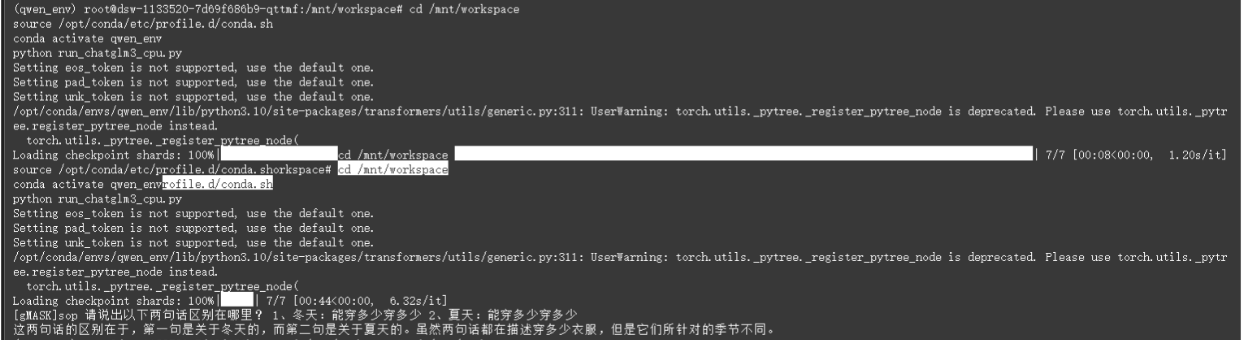 (qwen_env) root@dsw-1133520-7d69f686b9-qttmf:/mnt/workspace# cd /mnt/workspace
source /opt/conda/etc/profile.d/conda.sh
conda activate qwen_env
python run_chatglm3_cpu.py
Setting eos_token is not supported, use the default one.
Setting pad_token is not supported, use the default one.
Setting unk_token is not supported, use the default one.
/opt/conda/envs/qwen_env/lib/python3.10/site-packages/transformers/utils/generic.py:311: UserWarning: torch.utils._pytree._register_pytree_node is deprecated. Please use torch.utils._pytr
ee.register_pytree_node instead.
  torch.utils._pytree._register_pytree_node(
Loading checkpoint shards: 100%|cd /mnt/workspace | 7/7 [00:08<00:00,  1.20s/it]
source /opt/conda/etc/profile.d/conda.shorkspace# cd /mnt/workspace
conda activate qwen_envrofile.d/conda.sh
python run_chatglm3_cpu.py
Setting eos_token is not supported, use the default one.
Setting pad_token is not supported, use the default one.
Setting unk_token is not supported, use the default one.
/opt/conda/envs/qwen_env/lib/python3.10/site-packages/transformers/utils/generic.py:311: UserWarning: torch.utils._pytree._register_pytree_node is deprecated. Please use torch.utils._pytr
ee.register_pytree_node instead.
  torch.utils._pytree._register_pytree_node(
Loading checkpoint shards: 100%| | 7/7 [00:44<00:00,  6.32s/it]
[gMASK]sop 请说出以下两句话区别在哪里？ 1、冬天：能穿多少穿多少 2、夏天：能穿多少穿多少
这两句话的区别在于，第一句是关于冬天的，而第二句是关于夏天的。虽然两句话都在描述穿多少衣服，但是它们所针对的季节不同。